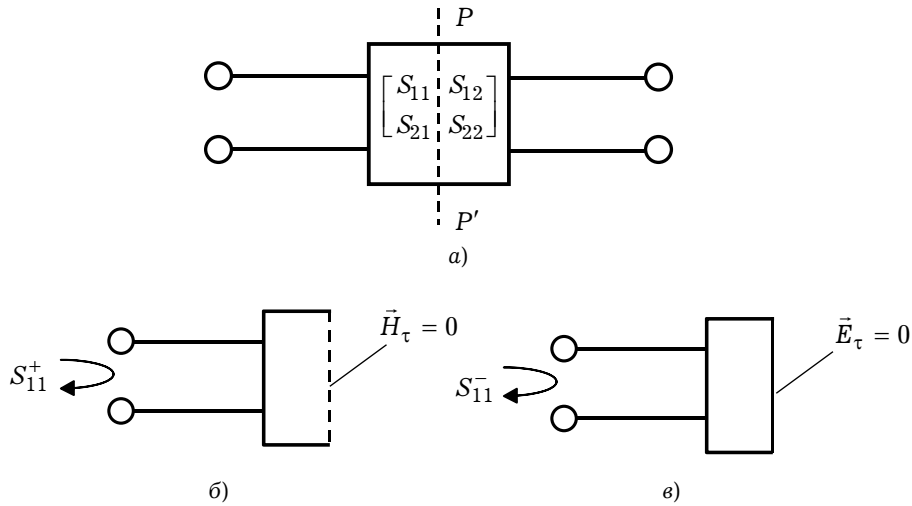 P
S₁₁ S₁₂
S₂₁ S₂₂
P′
а)
H⃗τ = 0
S₁₁⁺
б)
E⃗τ = 0
S₁₁⁻
в)